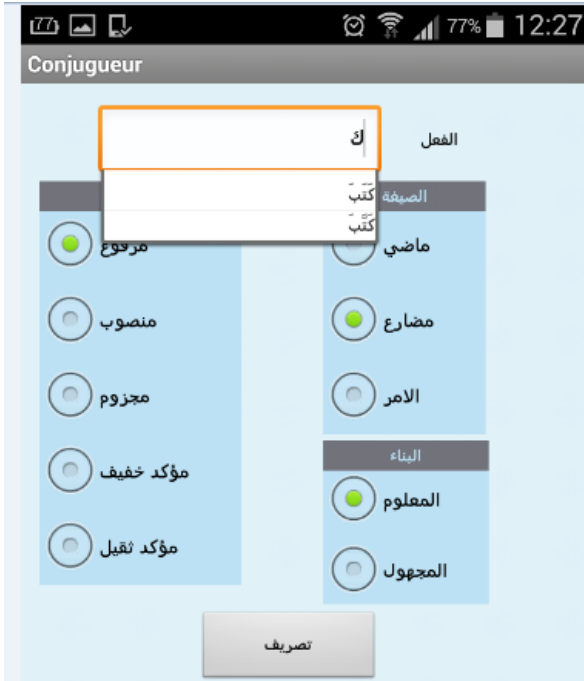 77 77% 12:27
Conjugueur
الفعل ك
كَتَبَ
كَتَّبَ
الصيغة
ماضي
مرفوع
مضارع
منصوب
الامر
مجزوم
البناء
المعلوم
مؤكد خفيف
المجهول
مؤكد ثقيل
تصريف